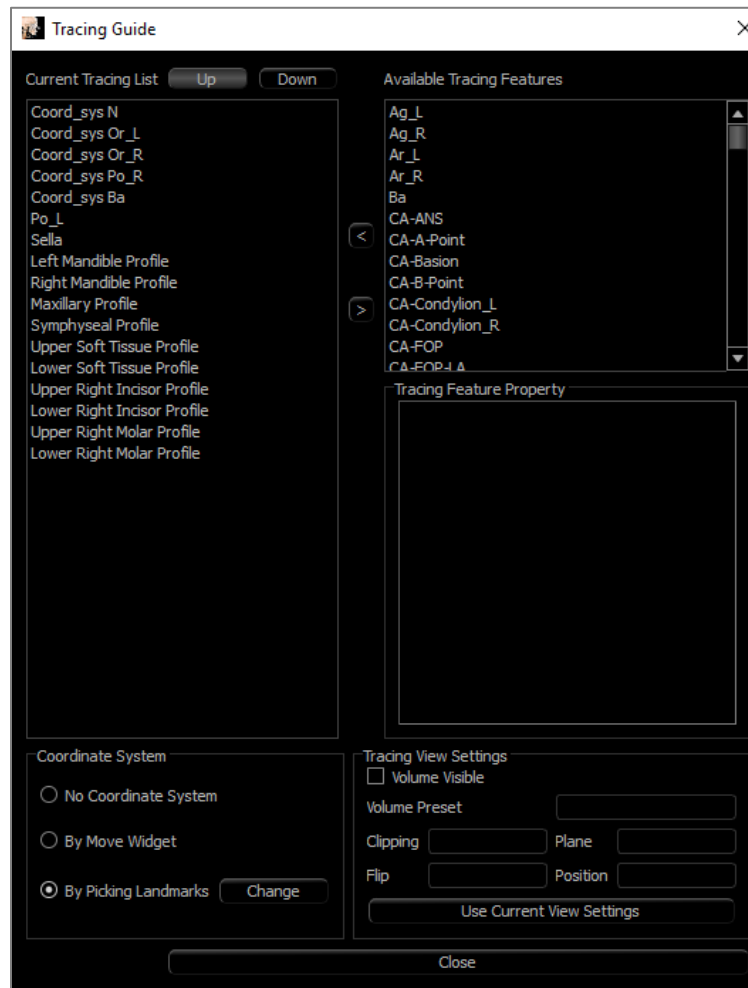 Tracing Guide
Current Tracing List Up Down
Coord_sys N
Coord_sys Or_L
Coord_sys Or_R
Coord_sys Po_R
Coord_sys Ba
Po_L
Sella
Left Mandible Profile
Right Mandible Profile
Maxillary Profile
Symphyseal Profile
Upper Soft Tissue Profile
Lower Soft Tissue Profile
Upper Right Incisor Profile
Lower Right Incisor Profile
Upper Right Molar Profile
Lower Right Molar Profile
<
>
Available Tracing Features
Ag_L
Ag_R
Ar_L
Ar_R
Ba
CA-ANS
CA-A-Point
CA-Basion
CA-B-Point
CA-Condylion_L
CA-Condylion_R
CA-FOP
CA-FOP-LA
Tracing Feature Property
Coordinate System
No Coordinate System
By Move Widget
By Picking Landmarks Change
Tracing View Settings
Volume Visible
Volume Preset
Clipping Plane
Flip Position
Use Current View Settings
Close